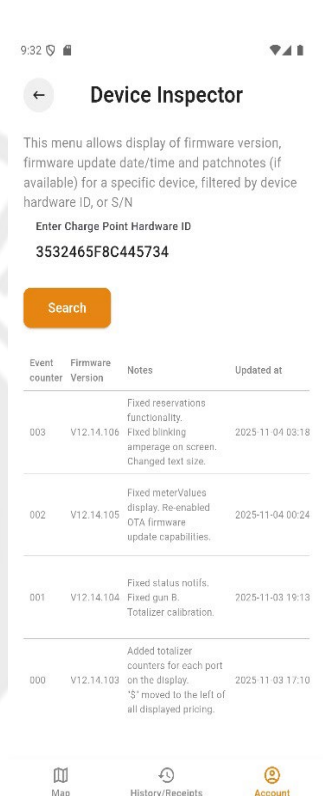 9:32
Device Inspector
This menu allows display of firmware version,
firmware update date/time and patchnotes (if
available) for a specific device, filtered by device
hardware ID, or S/N
Enter Charge Point Hardware ID
3532465F8C445734
Search
Event counter Firmware Version Notes Updated at
003 V12.14.106 Fixed reservations
functionality.
Fixed blinking
amperage on screen.
Changed text size.
2025-11-04 03:18
002 V12.14.105 Fixed meterValues
display. Re-enabled
OTA firmware
update capabilities.
2025-11-04 00:24
001 V12.14.104 Fixed status notifs.
Fixed gun B.
Totalizer calibration.
2025-11-03 19:13
000 V12.14.103 Added totalizer
counters for each port
on the display.
"$" moved to the left of
all displayed pricing.
2025-11-03 17:10
Map History/Receipts Account